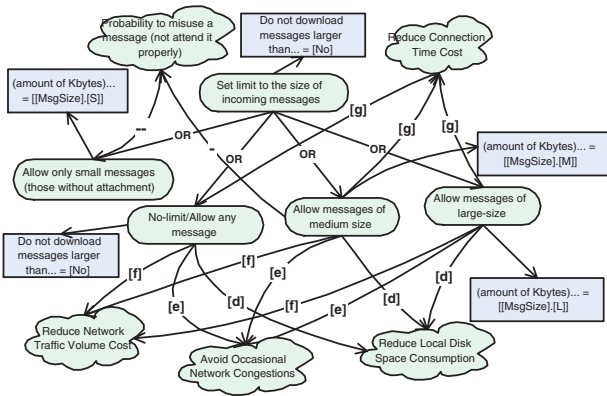 Probability to misuse a
message (not attend it
properly)
Do not download
messages larger
than... = [No]
Reduce Connection
Time Cost
(amount of Kbytes)...
= [[MsgSize].[S]]
Set limit to the size of
incoming messages
[g]
[g]
[g]
--
OR
-
OR
OR
OR
(amount of Kbytes)... =
[[MsgSize].[M]]
Allow only small messages
(those without attachment)
No-limit/Allow any
message
Allow messages of
medium size
Allow messages of
large-size
Do not download
messages larger
than... = [No]
[f]
[f]
[e]
[e]
[d]
[f]
[e]
[d]
[d]
(amount of Kbytes)... =
[[MsgSize].[L]]
Reduce Network
Traffic Volume Cost
Avoid Occasional
Network Congestions
Reduce Local Disk
Space Consumption